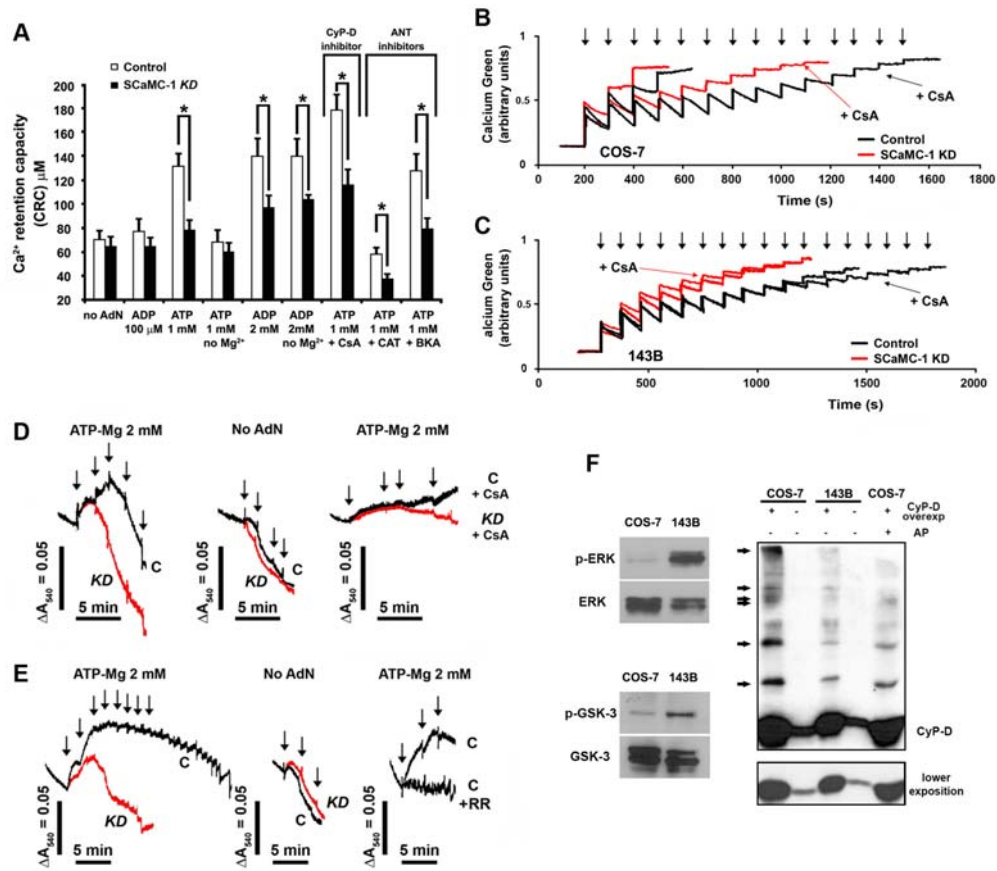 A
CyP-D
inhibitor
ANT
inhibitors
Control
SCaMC-1 KD
Ca²⁺ retention capacity
(CRC) µM
200
180
160
140
120
100
80
60
40
20
* * * * * *
no AdN
ADP
100 µM
ATP
1 mM
ATP
1 mM
no Mg²⁺
ADP
2 mM
ADP
2mM
no Mg²⁺
ATP
1 mM
+ CsA
ATP
1 mM
+ CAT
ATP
1 mM
+ BKA
B
Calcium Green
(arbitrary units)
1
0.5
0
COS-7
+ CsA
+ CsA
Control
SCaMC-1 KD
0 200 400 600 800 1000 1200 1400 1600 1800
Time (s)
C
alcium Green
(arbitrary units)
1
0.5
0
+ CsA
+ CsA
143B
Control
SCaMC-1 KD
0 500 1000 1500 2000
Time (s)
D
ATP-Mg 2 mM
No AdN
ATP-Mg 2 mM
ΔA₅₄₀ = 0.05
KD
C
5 min
ΔA₅₄₀ = 0.05
KD
C
5 min
ΔA₅₄₀ = 0.05
C
+ CsA
KD
+ CsA
5 min
E
ATP-Mg 2 mM
No AdN
ATP-Mg 2 mM
ΔA₅₄₀ = 0.05
KD
C
5 min
ΔA₅₄₀ = 0.05
KD
C
5 min
ΔA₅₄₀ = 0.05
C
C
+RR
5 min
F
COS-7 143B
p-ERK
ERK
COS-7 143B
p-GSK-3
GSK-3
COS-7 143B COS-7
+ - + - + CyP-D
overexp
- - - - + AP
CyP-D
lower
exposition